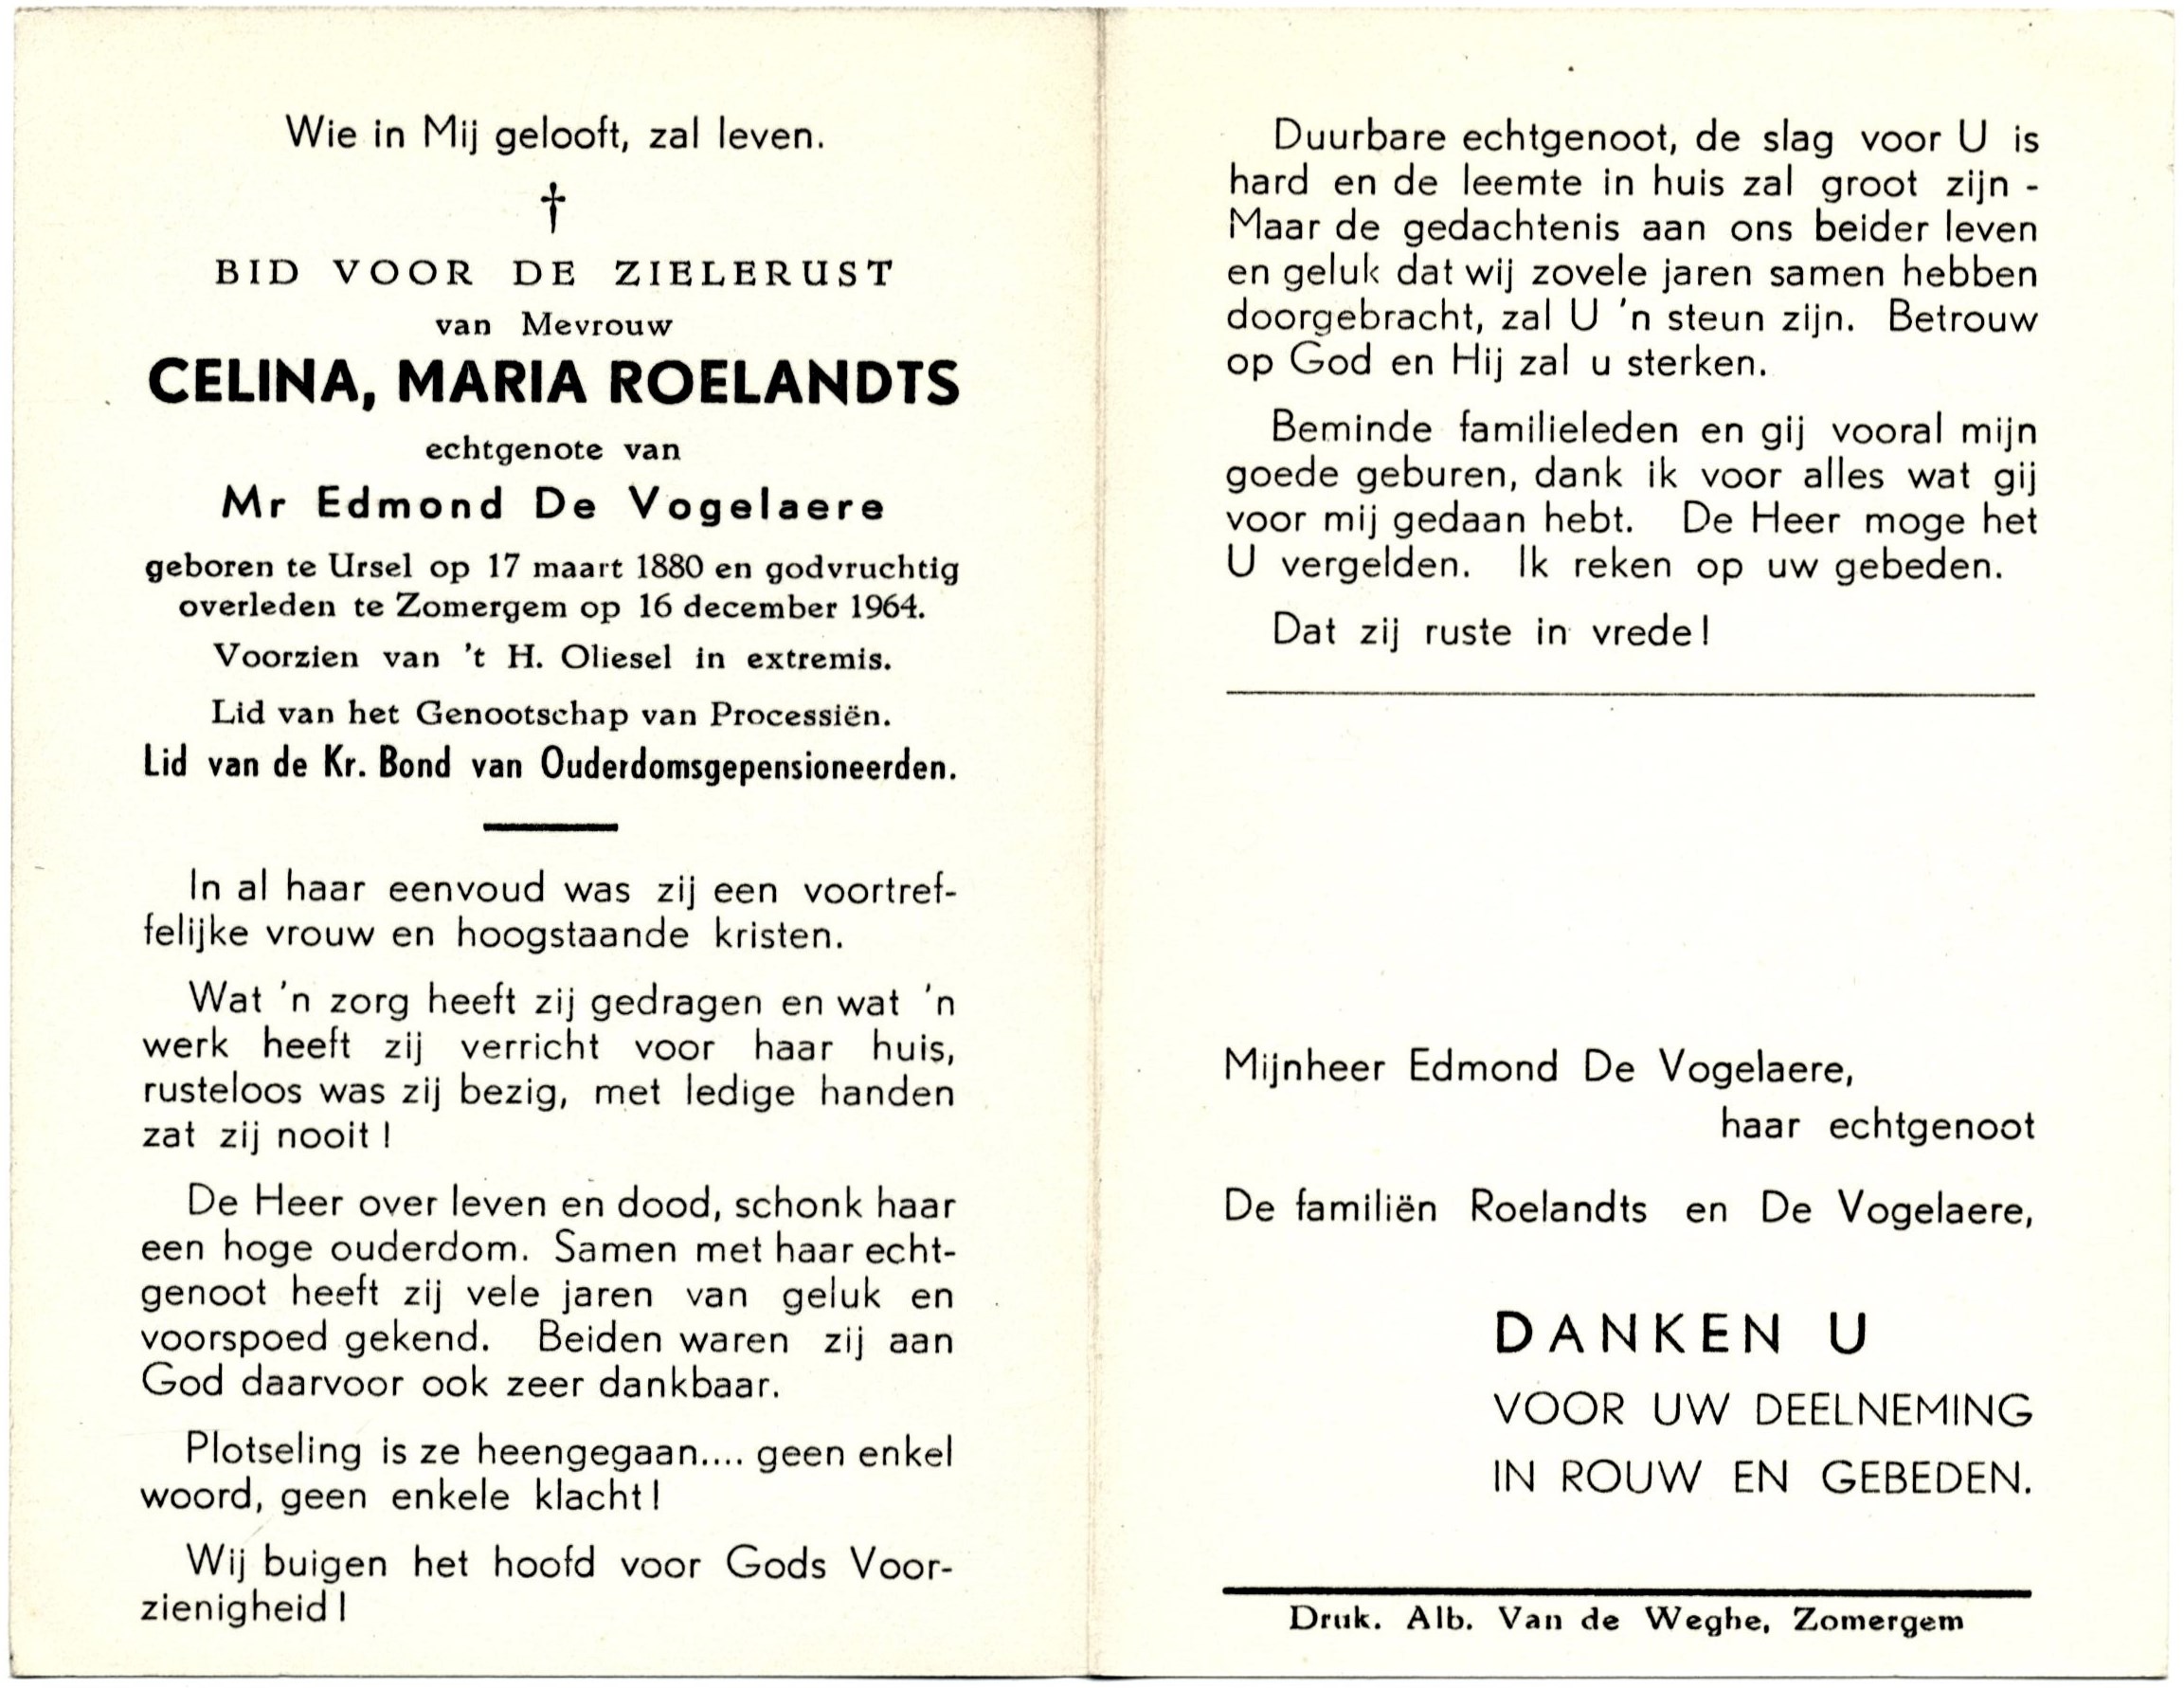 Wie in Mij gelooft, zal leven.
†
BID VOOR DE ZIELERUST
van Mevrouw
CELINA, MARIA ROELANDTS
echtgenote van
Mr Edmond De Vogelaere
geboren te Ursel op 17 maart 1880 en godvruchtig
overleden te Zomergem op 16 december 1964.
Voorzien van 't H. Oliesel in extremis.
Lid van het Genootschap van Processiën.
Lid van de Kr. Bond van Ouderdomsgepensioneerden.
In al haar eenvoud was zij een voortref-
felijke vrouw en hoogstaande kristen.
Wat 'n zorg heeft zij gedragen en wat 'n
werk heeft zij verricht voor haar huis,
rusteloos was zij bezig, met ledige handen
zat zij nooit !
De Heer over leven en dood, schonk haar
een hoge ouderdom. Samen met haar echt-
genoot heeft zij vele jaren van geluk en
voorspoed gekend. Beiden waren zij aan
God daarvoor ook zeer dankbaar.
Plotseling is ze heengegaan.... geen enkel
woord, geen enkele klacht !
Wij buigen het hoofd voor Gods Voor-
zienigheid !
Duurbare echtgenoot, de slag voor U is
hard en de leemte in huis zal groot zijn -
Maar de gedachtenis aan ons beider leven
en geluk dat wij zovele jaren samen hebben
doorgebracht, zal U 'n steun zijn. Betrouw
op God en Hij zal u sterken.
Beminde familieleden en gij vooral mijn
goede geburen, dank ik voor alles wat gij
voor mij gedaan hebt. De Heer moge het
U vergelden. Ik reken op uw gebeden.
Dat zij ruste in vrede !
Mijnheer Edmond De Vogelaere,
haar echtgenoot
De familiën Roelandts en De Vogelaere,
DANKEN U
VOOR UW DEELNEMING
IN ROUW EN GEBEDEN.
Druk. Alb. Van de Weghe, Zomergem